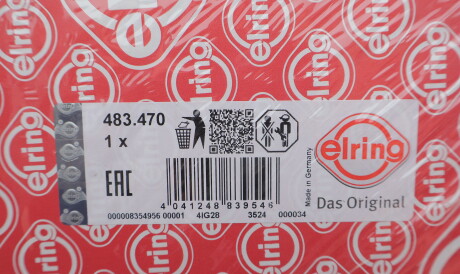 483.470
1 x
EAC
4 041248 839546
000008354956 00001 4IG28 3524 000034
Made in Germany
elring
Das Original